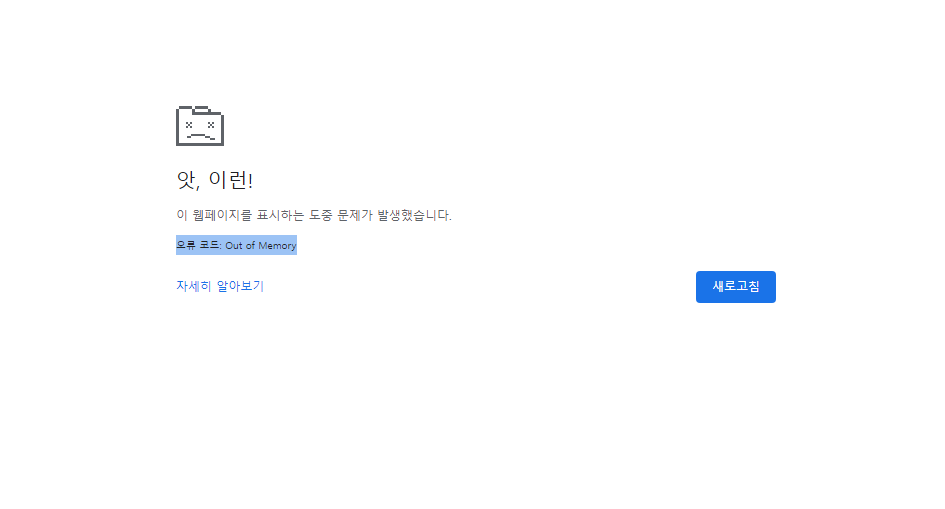 앗, 이런!
이 웹페이지를 표시하는 도중 문제가 발생했습니다.
오류 코드: Out of Memory
자세히 알아보기
새로고침